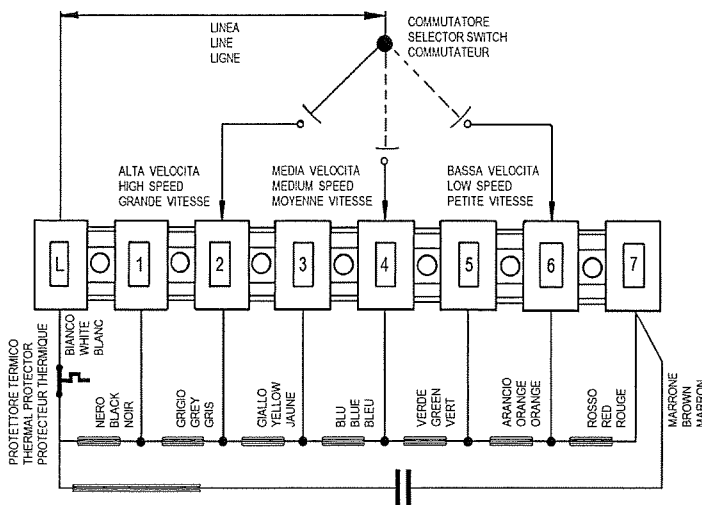 LINEA
LINE
LIGNE
COMMUTATORE
SELECTOR SWITCH
COMMUTATEUR
ALTA VELOCITA
HIGH SPEED
GRANDE VITESSE
MEDIA VELOCITA
MEDIUM SPEED
MOYENNE VITESSE
BASSA VELOCITA
LOW SPEED
PETITE VITESSE
L
1
2
3
4
5
6
7
BIANCO
WHITE
BLANC
PROTETTORE TERMICO
THERMAL PROTECTOR
PROTECTEUR THERMIQUE
NERO
BLACK
NOIR
GRIGIO
GREY
GRIS
GIALLO
YELLOW
JAUNE
BLU
BLUE
BLEU
VERDE
GREEN
VERT
ARANCIO
ORANGE
ORANGE
ROSSO
RED
ROUGE
MARRONE
BROWN
MARRON